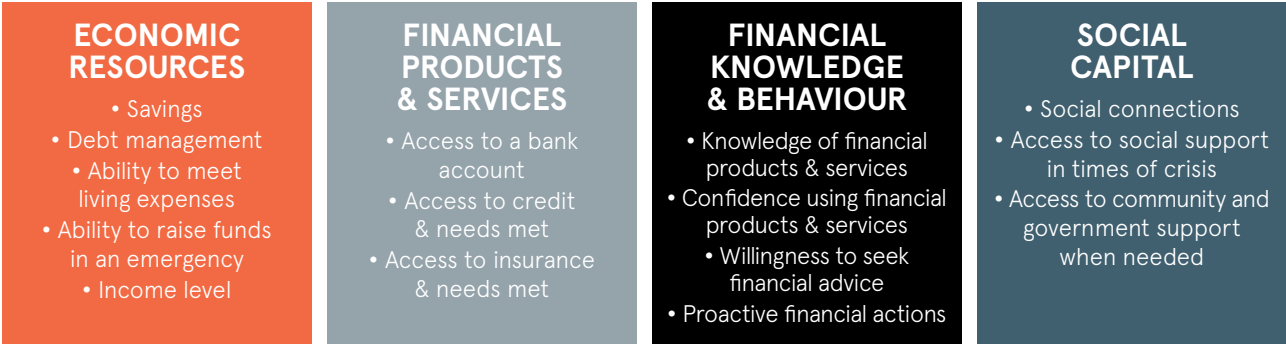 ECONOMIC
RESOURCES
• Savings
• Debt management
• Ability to meet
living expenses
• Ability to raise funds
in an emergency
• Income level
FINANCIAL
PRODUCTS
& SERVICES
• Access to a bank
account
• Access to credit
& needs met
• Access to insurance
& needs met
FINANCIAL
KNOWLEDGE
& BEHAVIOUR
• Knowledge of financial
products & services
• Confidence using financial
products & services
• Willingness to seek
financial advice
• Proactive financial actions
SOCIAL
CAPITAL
• Social connections
• Access to social support
in times of crisis
• Access to community and
government support
when needed